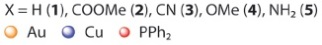 X = H (1), COOMe (2), CN (3), OMe (4), NH₂ (5)
Au Cu PPh₂